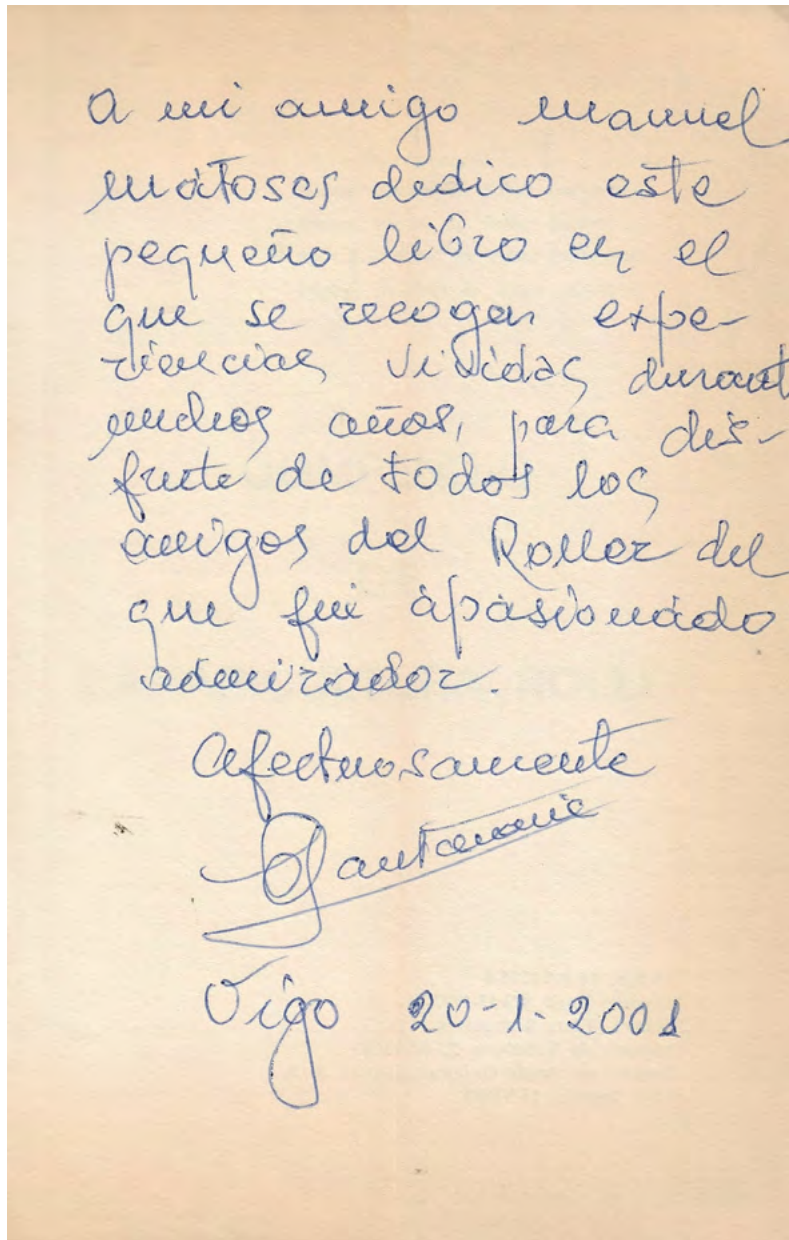 A mi amigo Manuel
Matoses dedico este
pequeño libro en el
que se recogen expe-
riencias vividas durant
muchos años, para dis-
frute de todos los
amigos del Roller del
que fui apasionado
admirador.
Afectuosamente
Vigo 20-1-2001